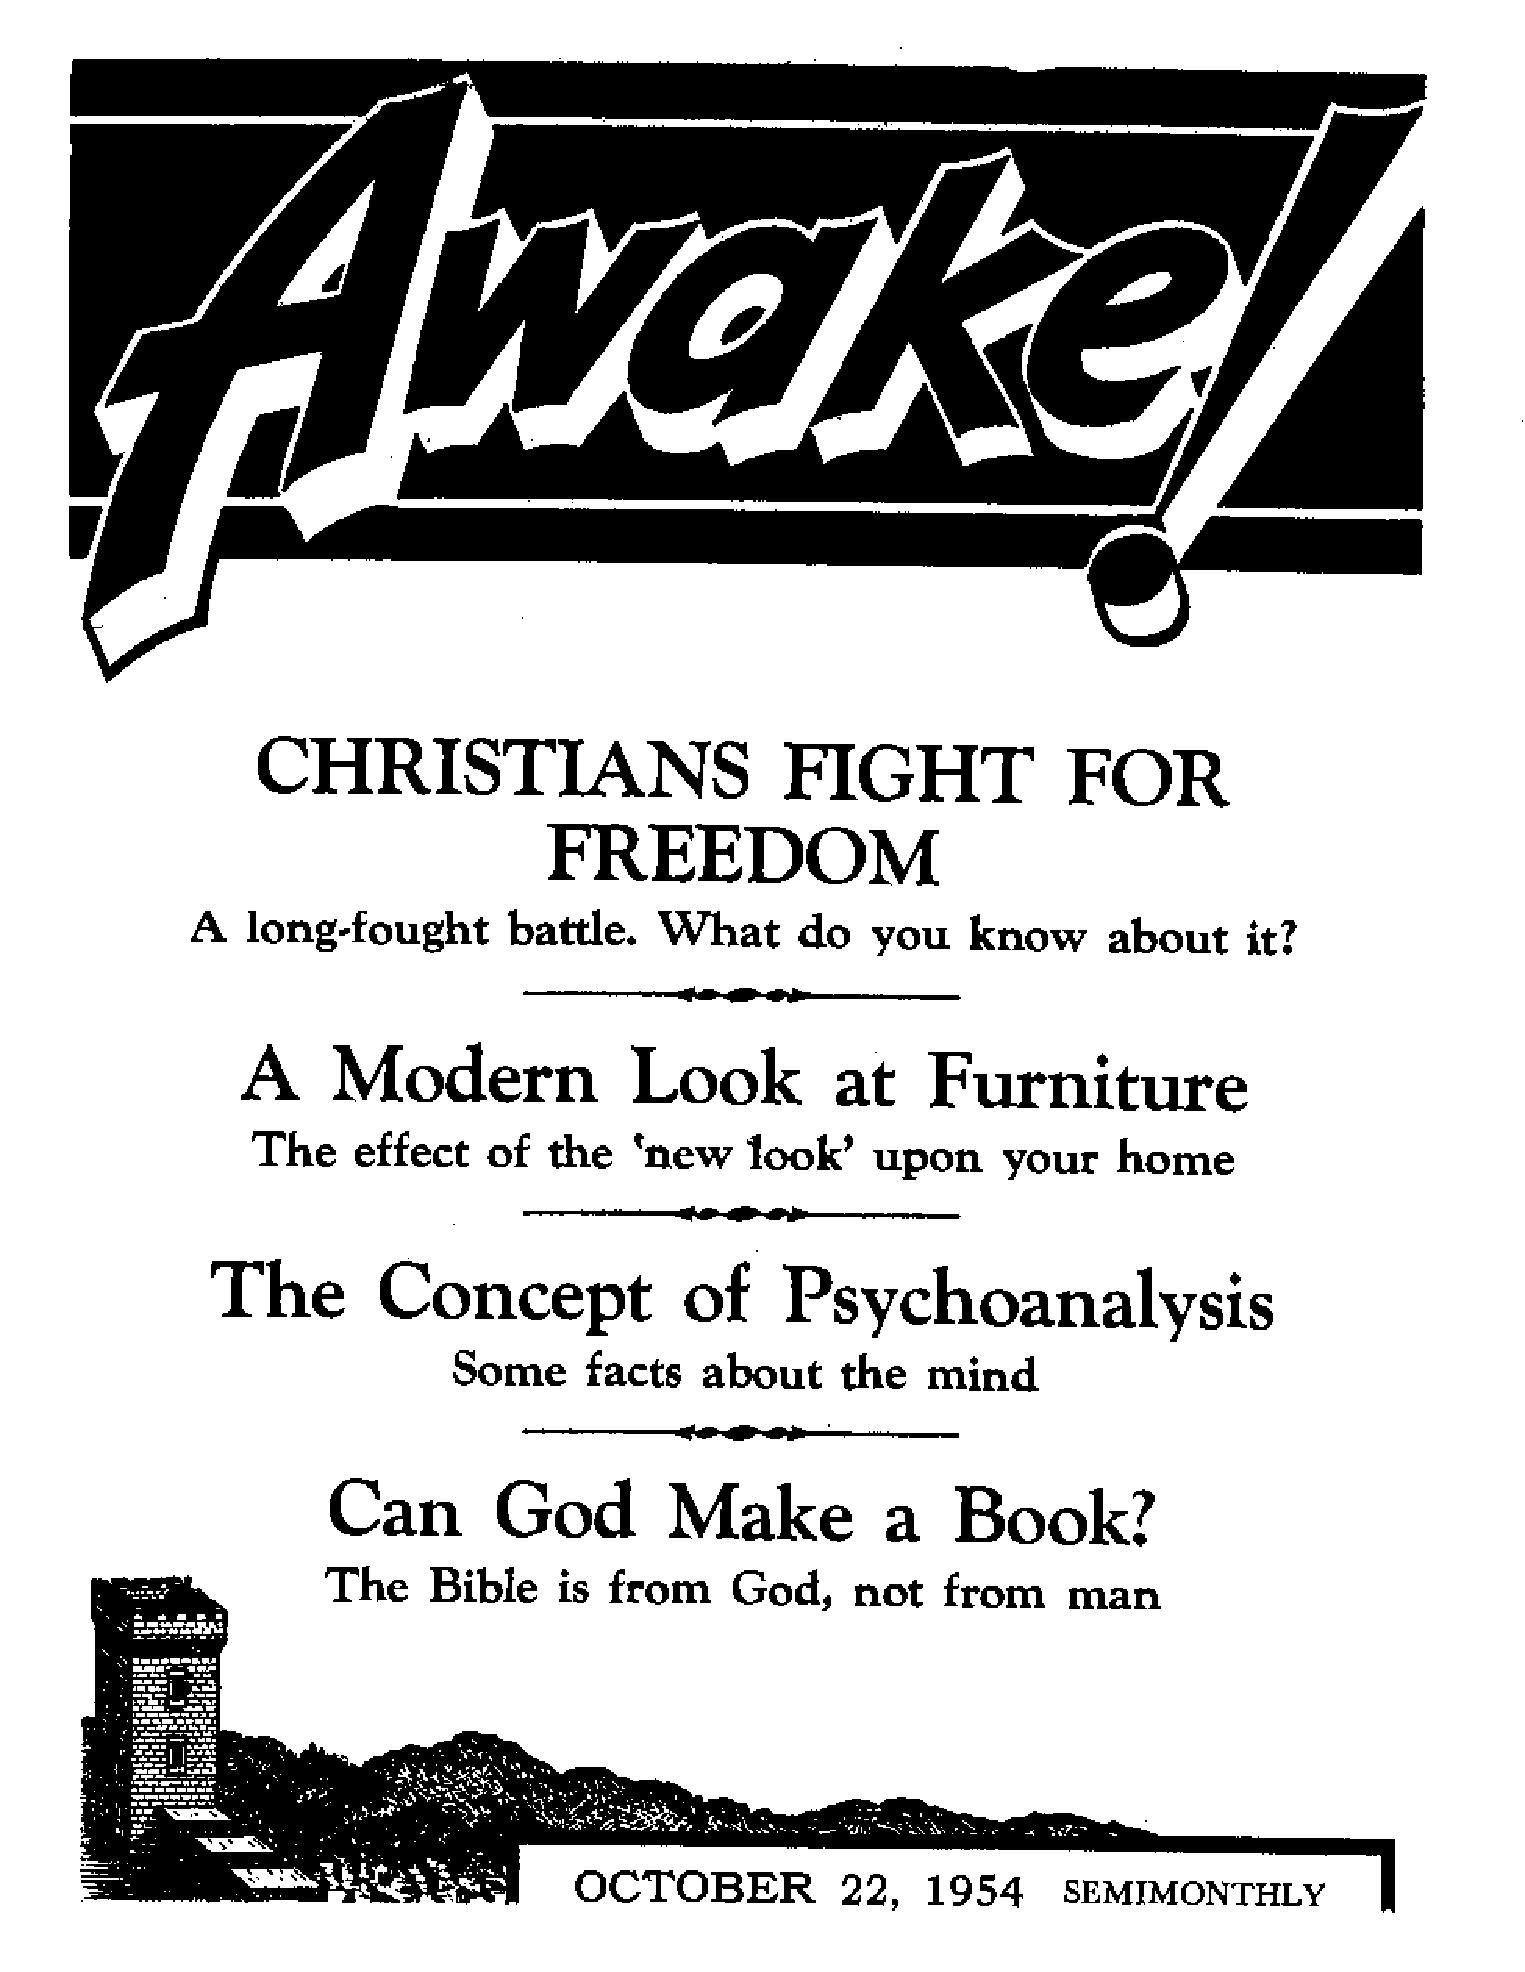 Awake!
CHRISTIANS FIGHT FOR
FREEDOM
A long-fought battle. What do you know about it?
A Modern Look at Furniture
The effect of the 'new look' upon your home
The Concept of Psychoanalysis
Some facts about the mind
Can God Make a Book?
The Bible is from God, not from man
OCTOBER 22, 1954 SEMIMONTHLY